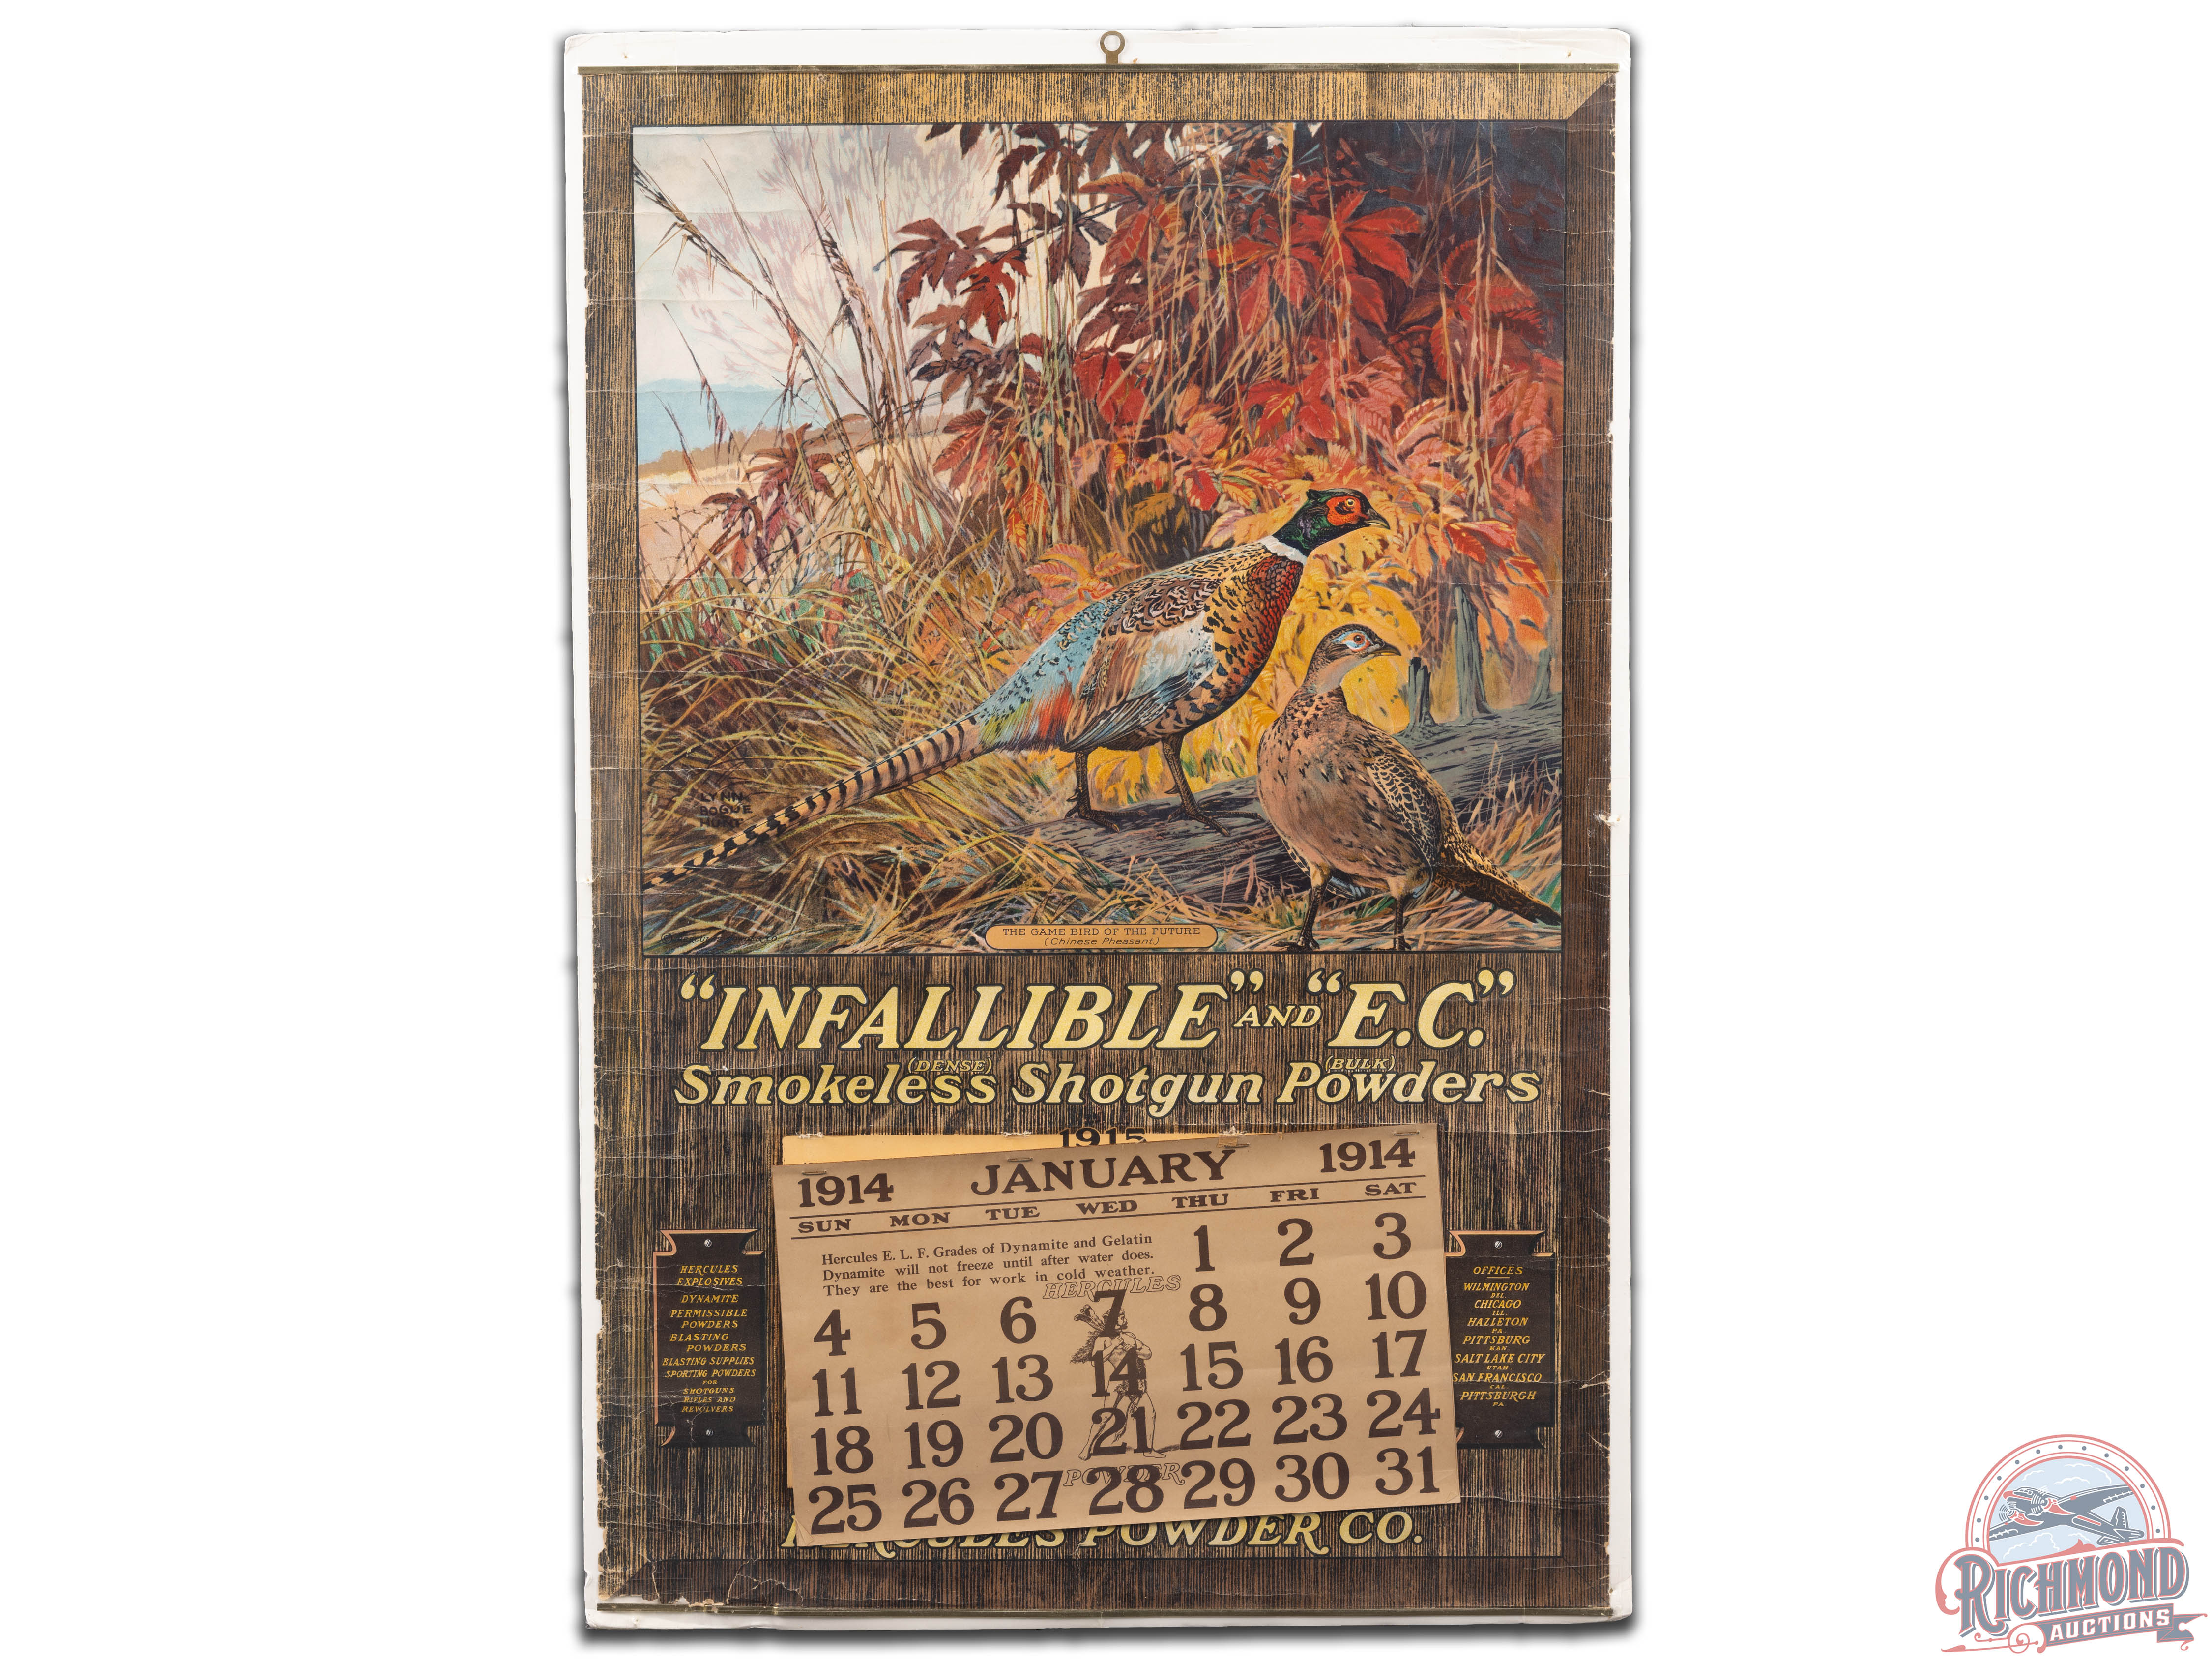 LYNN
BOGUE
HUNT
THE GAME BIRD OF THE FUTURE
(Chinese Pheasant)
"INFALLIBLE" AND "E.C."
(DENSE) (BULK)
Smokeless Shotgun Powders
1915
1914 JANUARY 1914
SUN MON TUE WED THU FRI SAT
Hercules E. L. F. Grades of Dynamite and Gelatin
Dynamite will not freeze until after water does.
They are the best for work in cold weather.
1 2 3
HERCULES
4 5 6 7 8 9 10
11 12 13 14 15 16 17
18 19 20 21 22 23 24
POWDER
25 26 27 28 29 30 31
HERCULES
EXPLOSIVES
DYNAMITE
PERMISSIBLE
POWDERS
BLASTING
POWDERS
BLASTING SUPPLIES
SPORTING POWDERS
FOR
SHOTGUNS
RIFLES AND
REVOLVERS
OFFICES
WILMINGTON
DEL.
CHICAGO
ILL.
HAZLETON
PA.
PITTSBURG
KAN
SALT LAKE CITY
UTAH
SAN FRANCISCO
CAL.
PITTSBURGH
PA
HERCULES POWDER CO.
RICHMOND
AUCTIONS